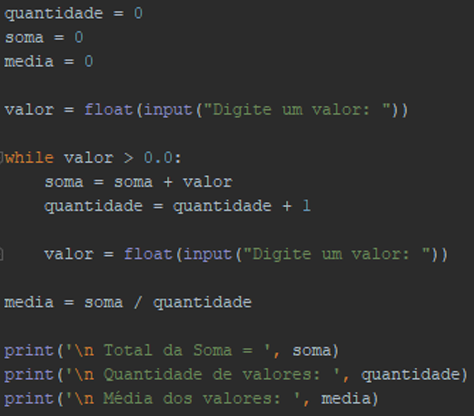 quantidade = 0
soma = 0
media = 0
valor = float(input("Digite um valor: "))
while valor > 0.0:
soma = soma + valor
quantidade = quantidade + 1
valor = float(input("Digite um valor: "))
media = soma / quantidade
print('\n Total da Soma = ', soma)
print('\n Quantidade de valores: ', quantidade)
print('\n Média dos valores: ', media)